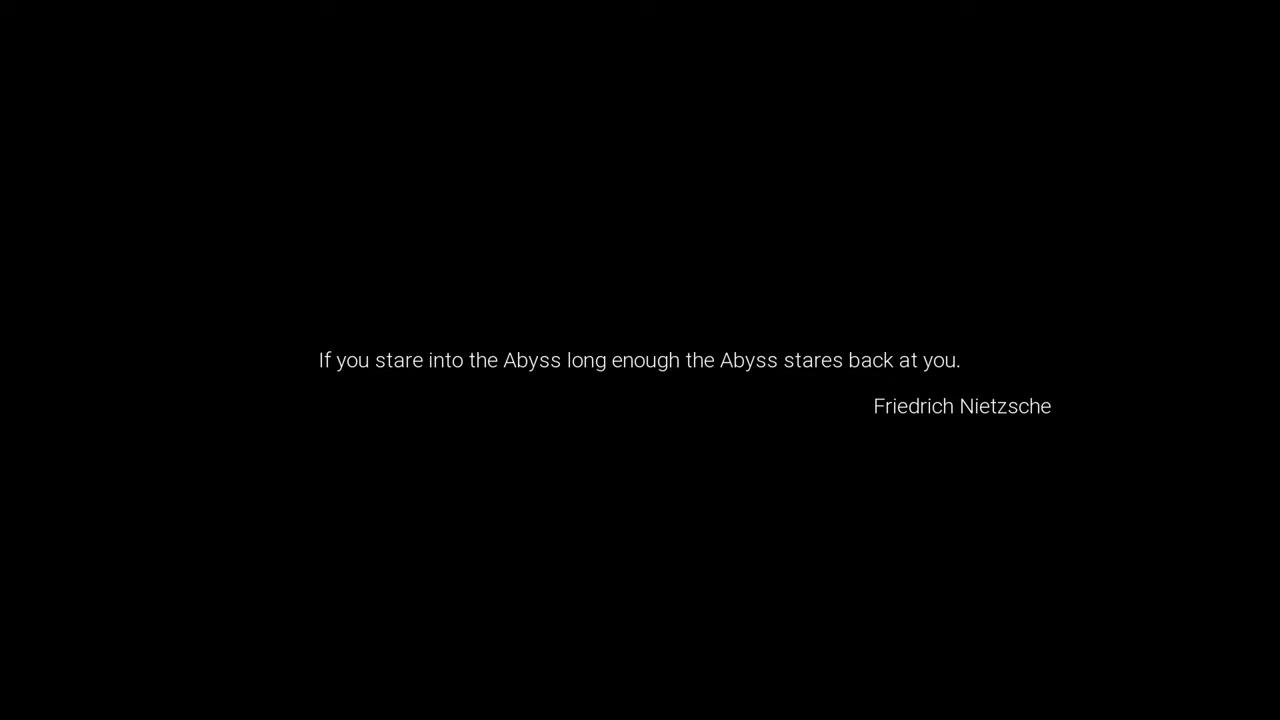 If you stare into the Abyss long enough the Abyss stares back at you.
Friedrich Nietzsche